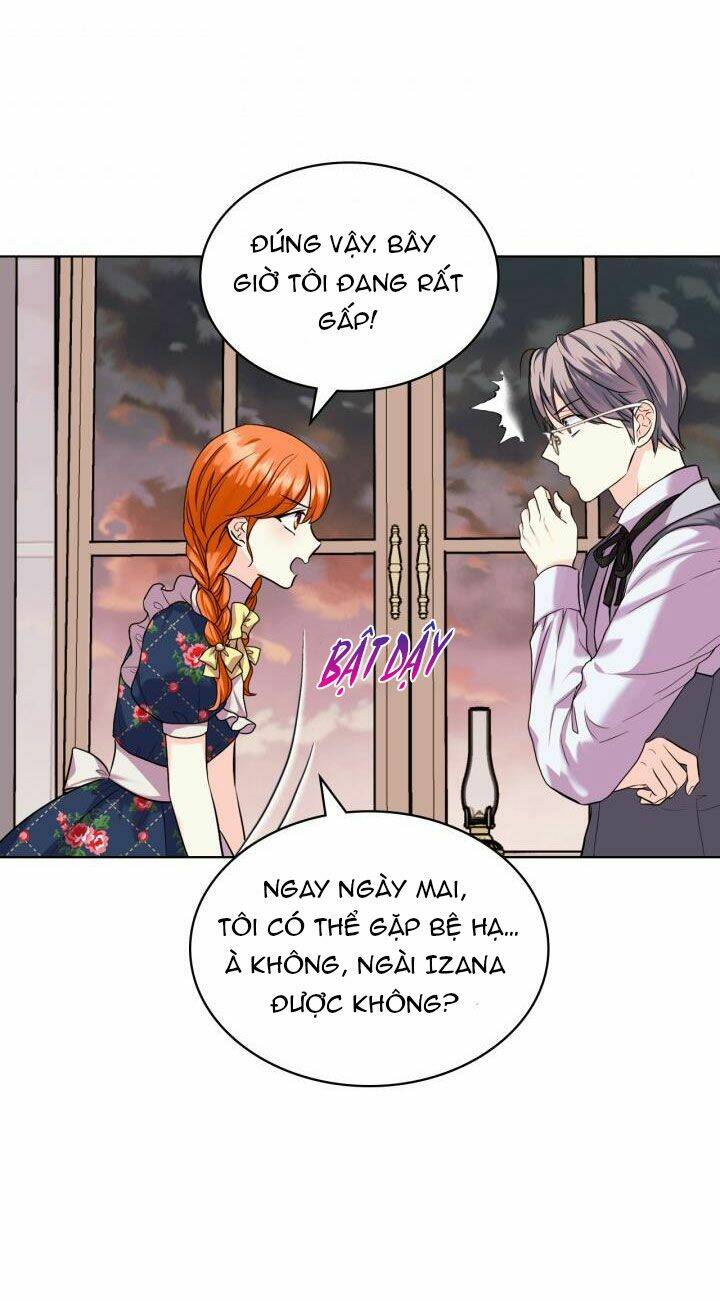 ĐÚNG VẬY. BÂY
GIỜ TÔI ĐANG RẤT
GẤP!
BẬT DẬY
NGAY NGÀY MAI,
TÔI CÓ THỂ GẶP BỆ HẠ...
À KHÔNG, NGÀI IZANA
ĐƯỢC KHÔNG?